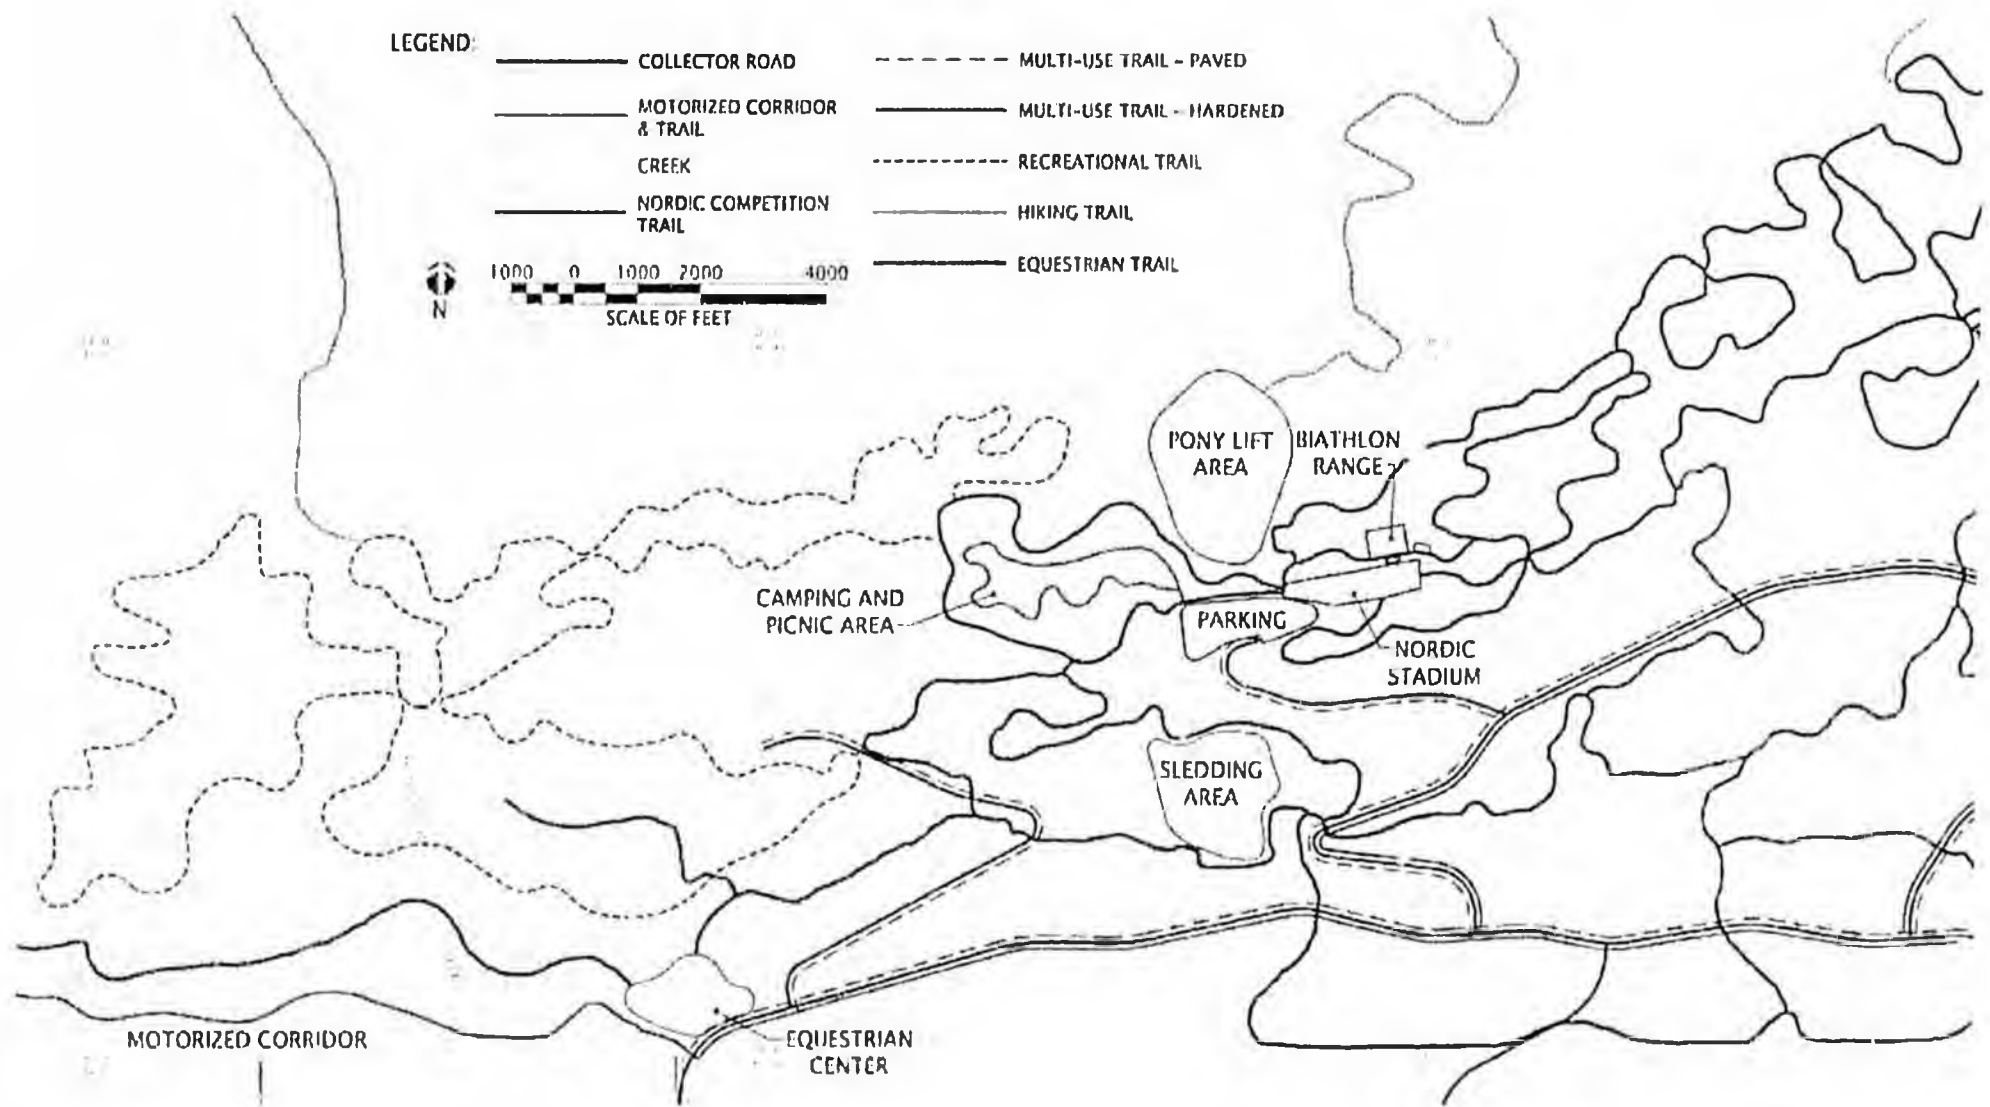 LEGEND:
COLLECTOR ROAD
MOTORIZED CORRIDOR
& TRAIL
CREEK
NORDIC COMPETITION
TRAIL
MULTI-USE TRAIL - PAVED
MULTI-USE TRAIL - HARDENED
RECREATIONAL TRAIL
HIKING TRAIL
EQUESTRIAN TRAIL
N
1000 0 1000 2000 4000
SCALE OF FEET
PONY LIFT
AREA
BIATHLON
RANGE
CAMPING AND
PICNIC AREA
PARKING
NORDIC
STADIUM
SLEDDING
AREA
MOTORIZED CORRIDOR
EQUESTRIAN
CENTER